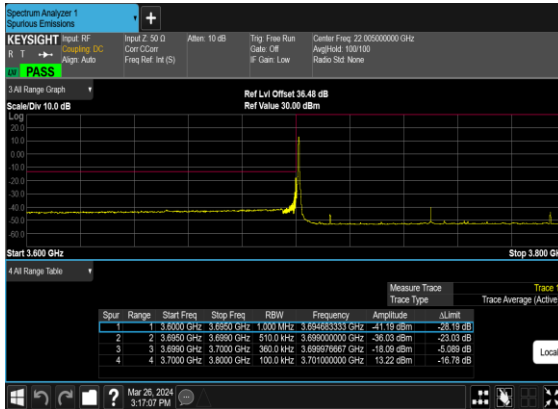 Spectrum Analyzer 1
Spurious Emissions
+
KEYSIGHT Input: RF Input Z: 50 Ω Atten: 10 dB Trig: Free Run Center Freq: 22.005000000 GHz
R T Coupling: DC Corr CCorr Gate: Off Avg|Hold: 100/100
Align: Auto Freq Ref: Int (S) IF Gain: Low Radio Std: None
LXI PASS
3 All Range Graph
Ref Lvl Offset 36.48 dB
Scale/Div 10.0 dB Ref Value 30.00 dBm
Log
20.0
10.0
0.00
-10.0
-20.0
-30.0
-40.0
-50.0
-60.0
Start 3.600 GHz Stop 3.800 GH
4 All Range Table
Measure Trace Trace 1
Trace Type Trace Average (Active
Spur Range Start Freq Stop Freq RBW Frequency Amplitude ΔLimit
1 1 3.6000 GHz 3.6950 GHz 1.000 MHz 3.694683333 GHz -41.19 dBm -28.19 dB
2 2 3.6950 GHz 3.6990 GHz 510.0 kHz 3.699000000 GHz -36.03 dBm -23.03 dB
3 3 3.6990 GHz 3.7000 GHz 360.0 kHz 3.699976667 GHz -18.09 dBm -5.089 dB
4 4 3.7000 GHz 3.8000 GHz 100.0 kHz 3.701000000 GHz 13.22 dBm -16.78 dB
Local
? Mar 26, 2024
3:17:07 PM